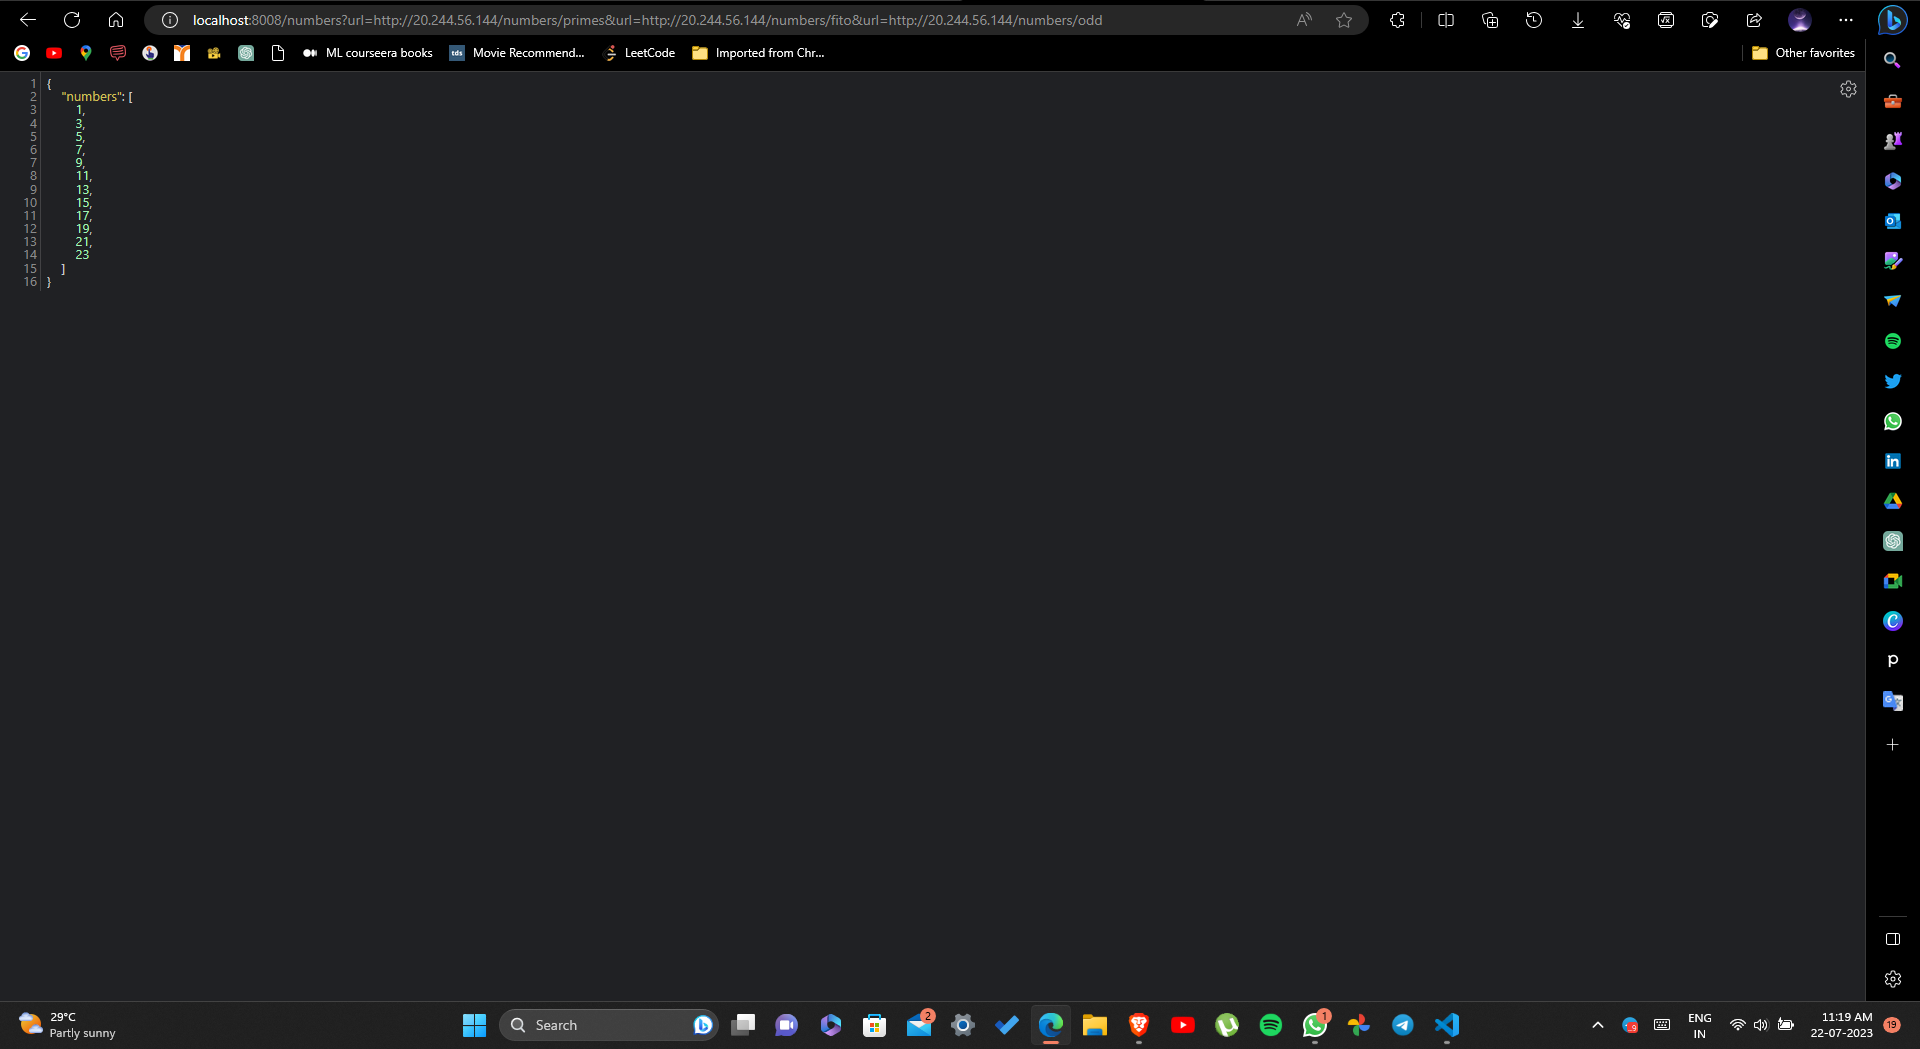 localhost:8008/numbers?url=http://20.244.56.144/numbers/primes&url=http://20.244.56.144/numbers/fito&url=http://20.244.56.144/numbers/odd
ML courseera books
tds Movie Recommend...
LeetCode
Imported from Chr...
Other favorites
1 {
2 "numbers": [
3 1,
4 3,
5 5,
6 7,
7 9,
8 11,
9 13,
10 15,
11 17,
12 19,
13 21,
14 23
15 ]
16 }
29°C
Partly sunny
Search
2
1
ENG
IN
11:19 AM
22-07-2023
19